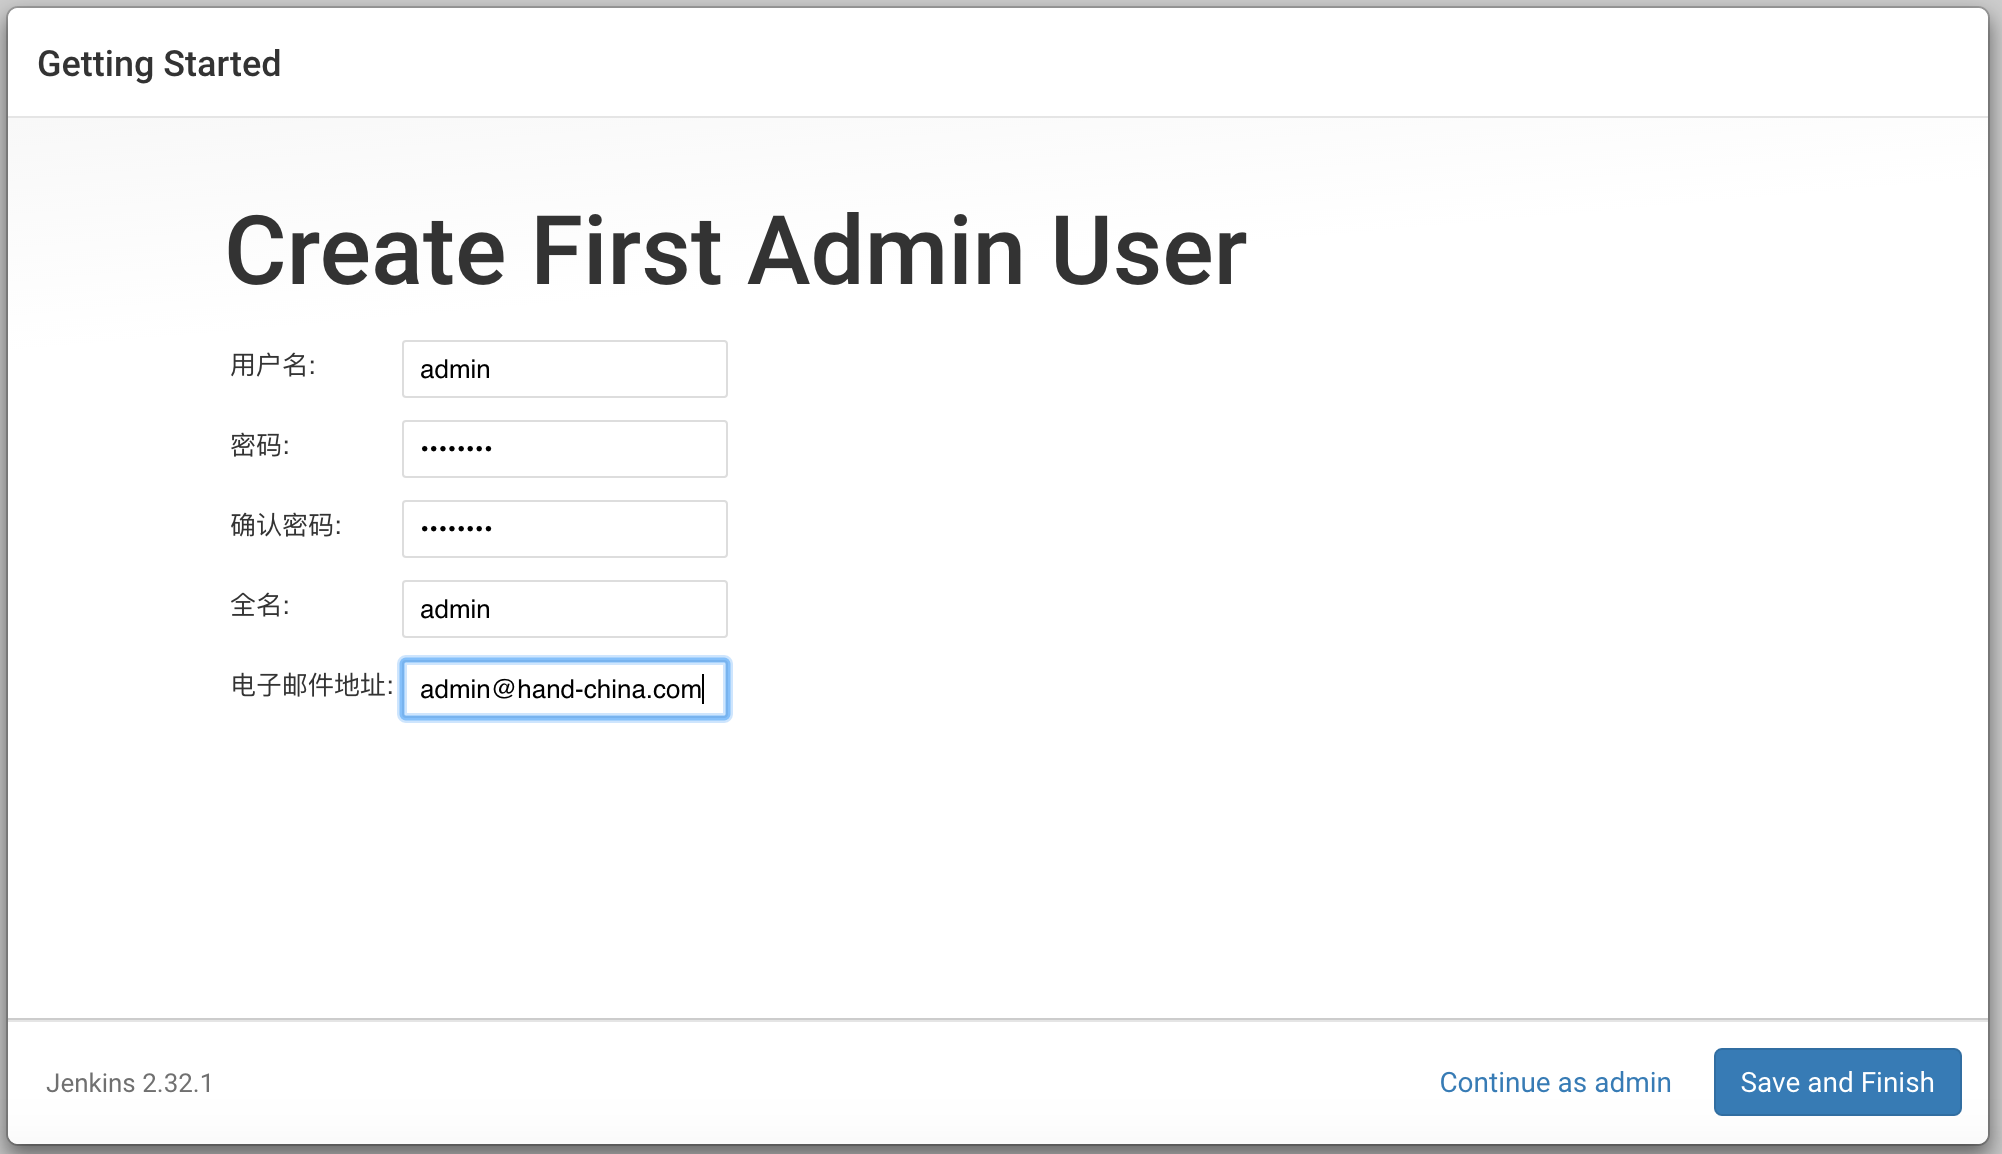 Getting Started
Create First Admin User
用户名: admin
密码: ••••••••
确认密码: ••••••••
全名: admin
电子邮件地址: admin@hand-china.com
Jenkins 2.32.1 Continue as admin Save and Finish